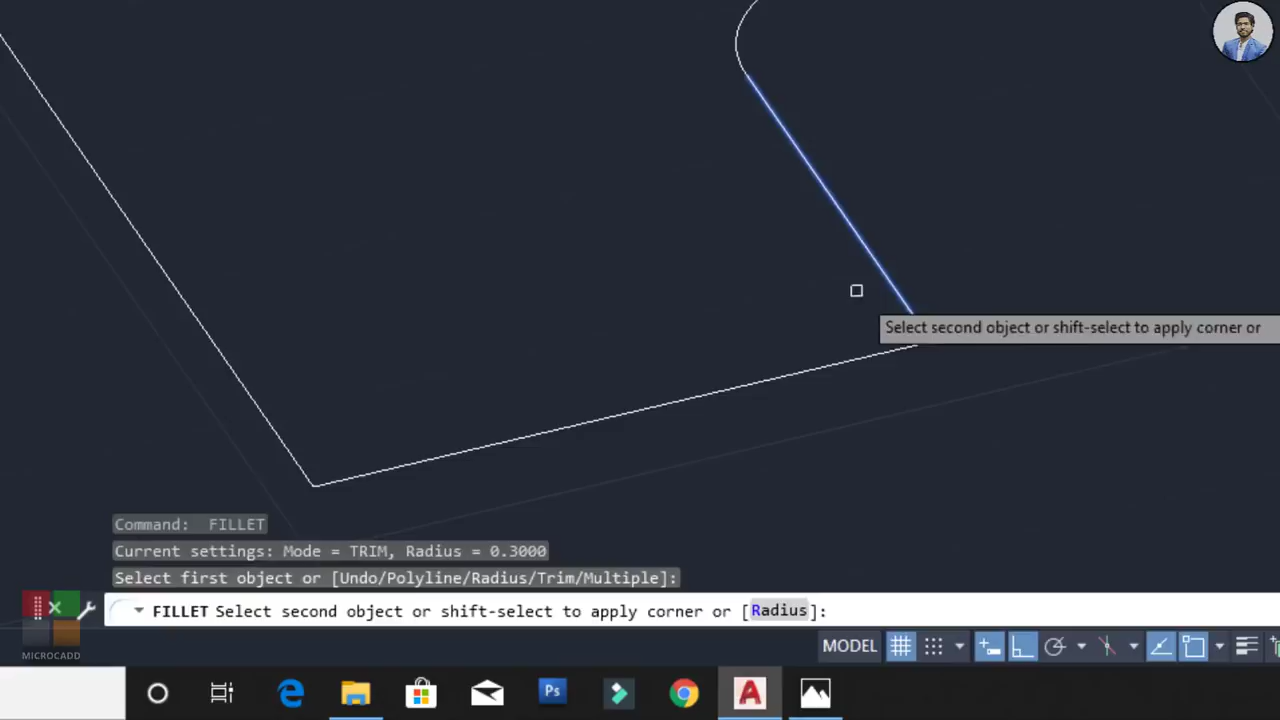 Select second object or shift-select to apply corner or
Command: FILLET
Current settings: Mode = TRIM, Radius = 0.3000
Select first object or [Undo/Polyline/Radius/Trim/Multiple]:
FILLET Select second object or shift-select to apply corner or [Radius]:
MICROCADD
MODEL
Ps